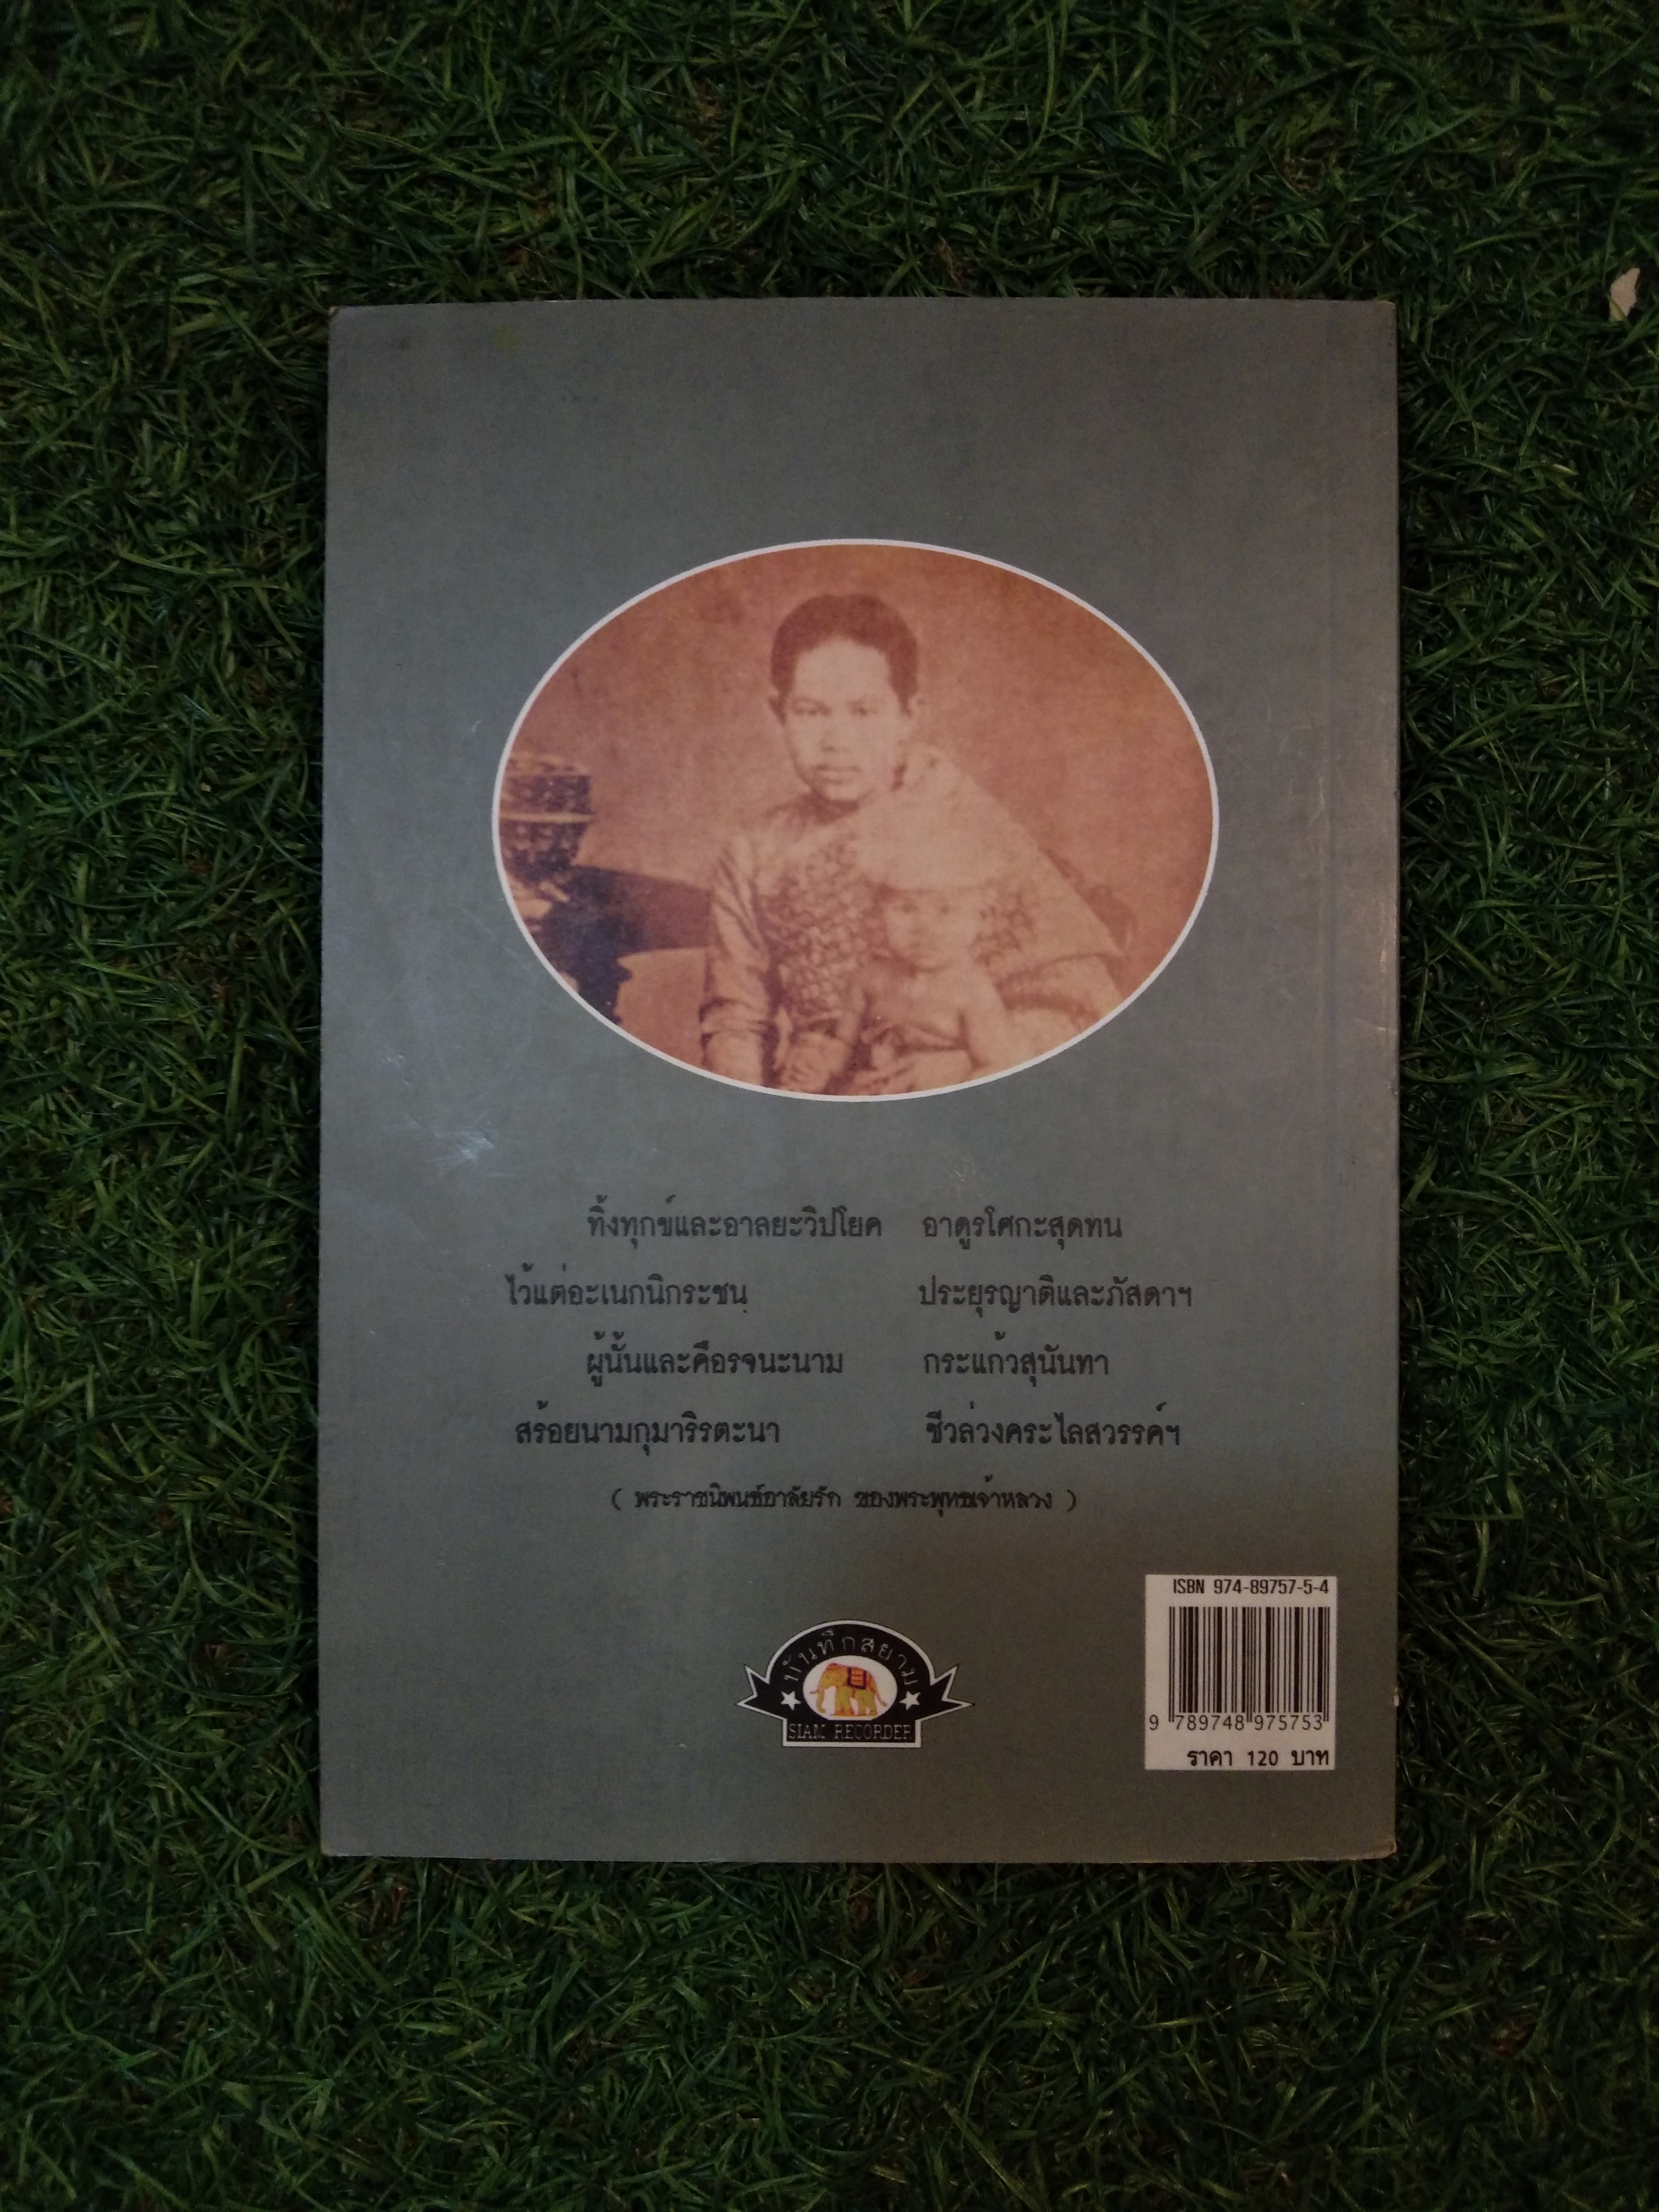 ทิ้งทุกข์และอาลยะวิปโยค อาดูรโศกะสุดทน
ไว้แต่อะเนกนิกระชน ประยุรญาติและภัสดาฯ
ผู้นั้นและคือรจนะนาม กระแก้วสุนันทา
สร้อยนามกุมาริรตะนา ชีวล่วงคระไลสวรรค์ฯ
( พระราชนิพนธ์อาลัยรัก ของพระพุทธเจ้าหลวง )
ISBN 974-89757-5-4
9 789748 975753
ราคา 120 บาท
บันทึกสยาม
SIAM RECORDER